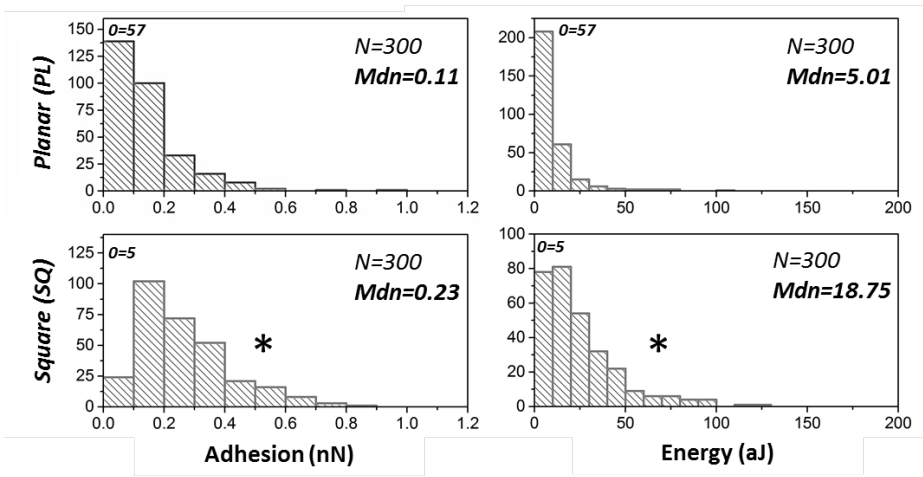 Planar (PL)
150
125
100
75
50
25
0
0=57
N=300
Mdn=0.11
0.0 0.2 0.4 0.6 0.8 1.0 1.2
200
150
100
50
0
0=57
N=300
Mdn=5.01
0 50 100 150 200
Square (SQ)
125
100
75
50
25
0
0=5
N=300
Mdn=0.23
*
0.0 0.2 0.4 0.6 0.8 1.0 1.2
Adhesion (nN)
100
80
60
40
20
0
0=5
N=300
Mdn=18.75
*
0 50 100 150 200
Energy (aJ)